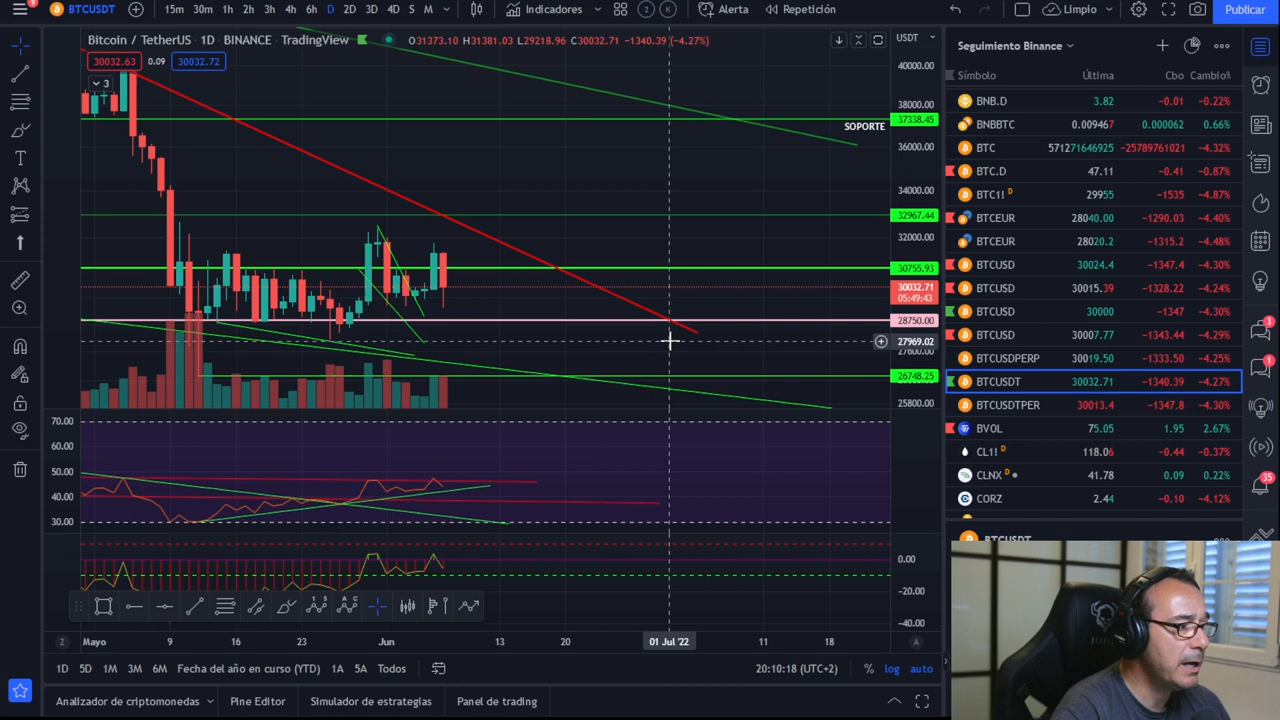 9
BTCUSDT
15m 30m 1h 2h 3h 4h 6h D 2D 3D 4D S M
Indicadores
2 K
Alerta
Repetición
Limpio
Publicar
Bitcoin / TetherUS · 1D · BINANCE · TradingView
O31373.10 H31381.03 L29218.96 C30032.71 −1340.39 (−4.27%)
30032.63 0.09 30032.72
3
USDT
40000.00
38000.00
37338.45
SOPORTE
36000.00
34000.00
32967.44
32000.00
30755.93
30032.71
05:49:43
28750.00
27969.02
27600.00
26748.25
25800.00
70.00
60.00
50.00
40.00
30.00
0.00
−20.00
−40.00
Z
Mayo 9 16 23 Jun 13 20 01 Jul '22 11 18
A
1D 5D 1M 3M 6M Fecha del año en curso (YTD) 1A 5A Todos
20:10:18 (UTC+2)
% log auto
Analizador de criptomonedas
Pine Editor
Simulador de estrategias
Panel de trading
Seguimiento Binance
Símbolo Última Cbo Cambio%
BNB.D 3.82 −0.01 −0.22%
BNBBTC 0.009467 0.000062 0.66%
BTC 571271646925 −25789761021 −4.32%
BTC.D 47.11 −0.41 −0.87%
BTC1! D 29955 −1535 −4.87%
BTCEUR 28040.00 −1290.03 −4.40%
BTCEUR 28020.2 −1315.2 −4.48%
BTCUSD 30024.4 −1347.4 −4.30%
BTCUSD 30015.39 −1328.22 −4.24%
BTCUSD 30000 −1347 −4.30%
BTCUSD 30007.77 −1343.44 −4.29%
BTCUSDPERP 30019.50 −1333.50 −4.25%
BTCUSDT 30032.71 −1340.39 −4.27%
BTCUSDTPER 30013.4 −1347.8 −4.30%
BVOL 75.05 1.95 2.67%
CL1! D 118.06 −0.44 −0.37%
CLNX D 41.78 0.09 0.22%
CORZ 2.44 −0.10 −4.12%
BTCUSDT
3
1
35